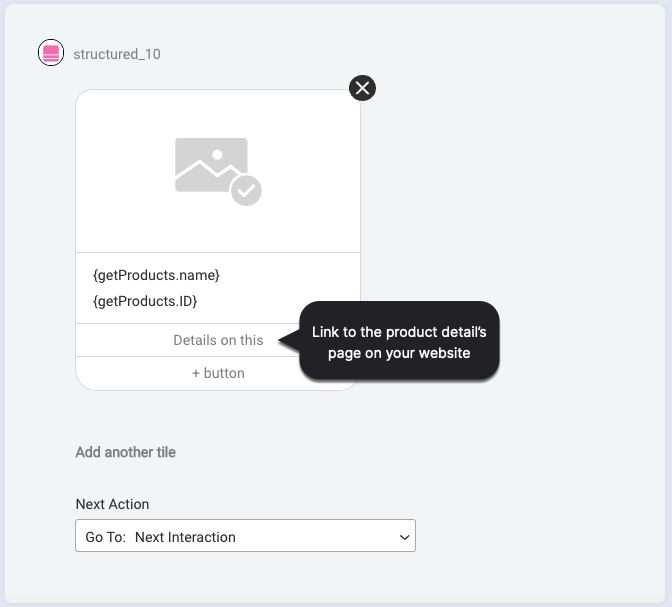 structured_10
{getProducts.name}
{getProducts.ID}
Details on this
Link to the product detail's
page on your website
+ button
Add another tile
Next Action
Go To: Next Interaction